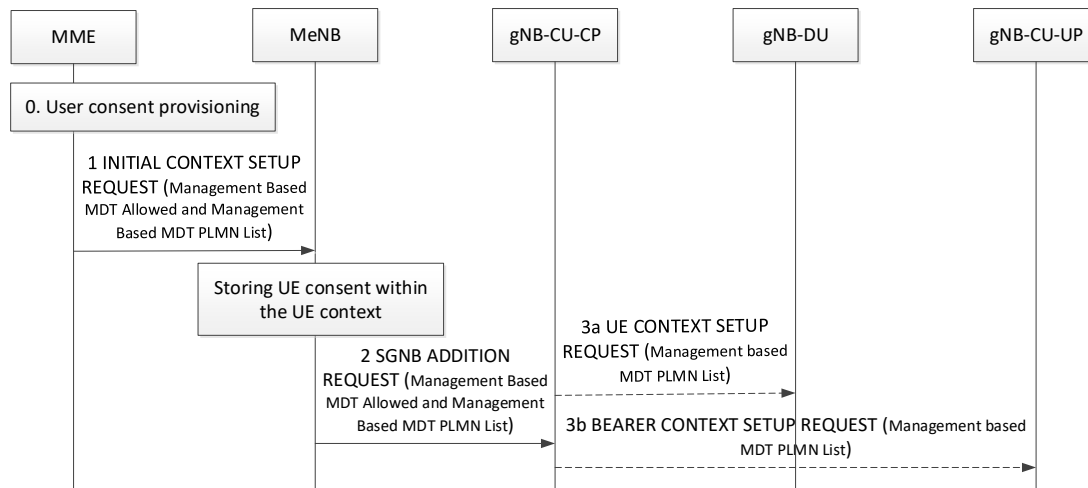 MME
MeNB
gNB-CU-CP
gNB-DU
gNB-CU-UP
0. User consent provisioning
1 INITIAL CONTEXT SETUP
REQUEST (Management Based
MDT Allowed and Management
Based MDT PLMN List)
Storing UE consent within
the UE context
2 SGNB ADDITION
REQUEST (Management Based
MDT Allowed and Management
Based MDT PLMN List)
3a UE CONTEXT SETUP
REQUEST (Management based
MDT PLMN List)
3b BEARER CONTEXT SETUP REQUEST (Management based
MDT PLMN List)